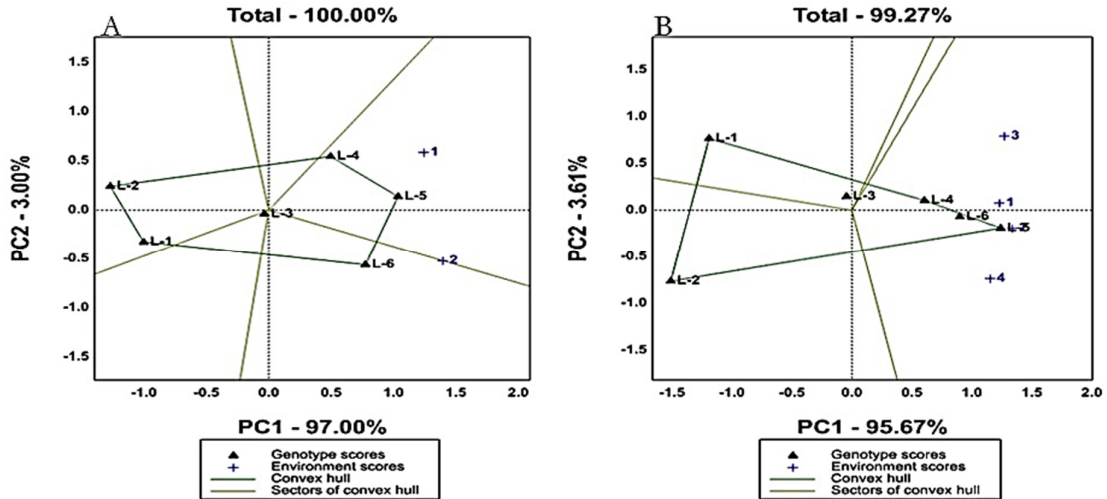 A
Total - 100.00%
PC2 - 3.00%
1.5
1.0
0.5
0.0
-0.5
-1.0
-1.5
L-4
1
L-2
L-5
L-3
L-1
L-6
2
-1.0
-0.5
0.0
0.5
1.0
1.5
2.0
PC1 - 97.00%
Genotype scores
Environment scores
Convex hull
Sectors of convex hull
B
Total - 99.27%
PC2 - 3.61%
1.5
1.0
0.5
0.0
-0.5
-1.0
-1.5
L-1
3
L-3
L-4
1
L-6
L-2
4
-1.5
-1.0
-0.5
0.0
0.5
1.0
1.5
2.0
PC1 - 95.67%
Genotype scores
Environment scores
Convex hull
Sectors of convex hull